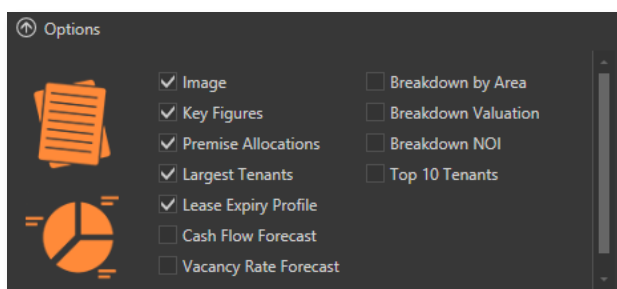 Options
Image
Key Figures
Premise Allocations
Largest Tenants
Lease Expiry Profile
Cash Flow Forecast
Vacancy Rate Forecast
Breakdown by Area
Breakdown Valuation
Breakdown NOI
Top 10 Tenants